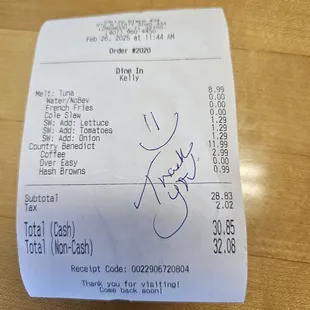 (407) 960-4450
Feb 26, 2025 at 11:44 AM
Order #2020
Dine In
Kelly
Melt: Tuna 8.99
Water/NoBev 0.00
French Fries 0.00
Cole Slaw 0.00
SW: Add: Lettuce 1.29
SW: Add: Tomatoes 1.29
SW: Add: Onion 1.29
Country Benedict 11.99
Coffee 2.99
Over Easy 0.00
Hash Browns 0.99
Thank you
Subtotal 28.83
Tax 2.02
Total (Cash) 30.85
Total (Non-Cash) 32.08
Receipt Code: 0022906720804
Thank you for visiting!
Come back soon!